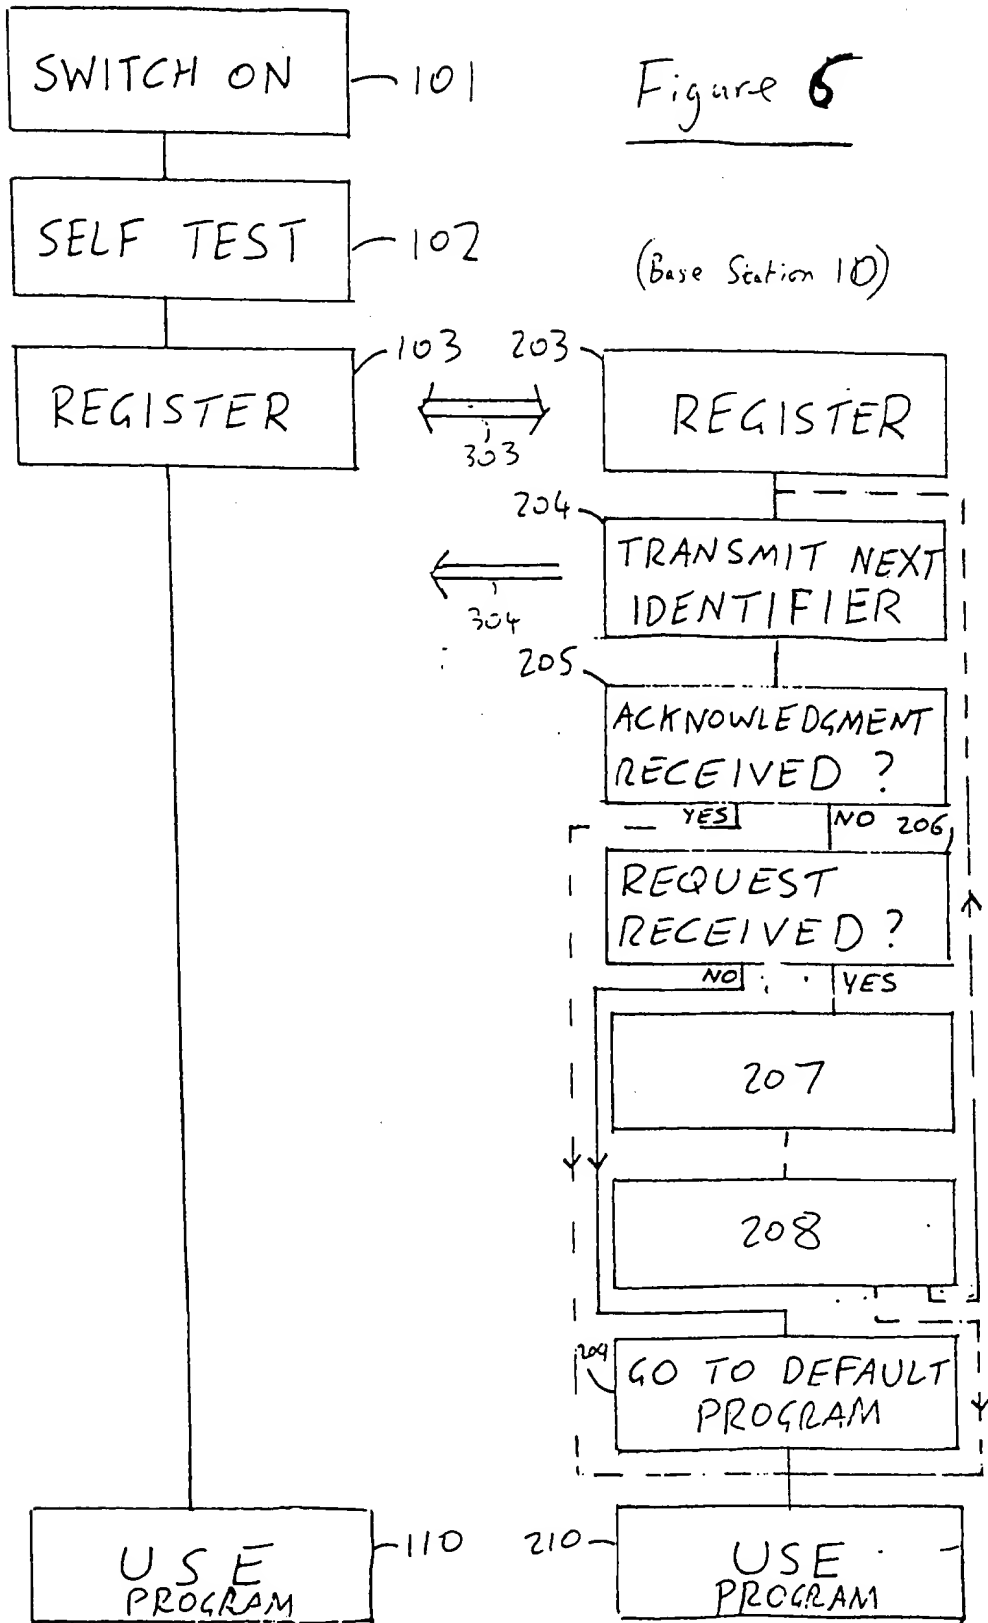 SWITCH ON
101
Figure 6
SELF TEST
102
(Base Station 10)
103
203
REGISTER
303
REGISTER
204
TRANSMIT NEXT
IDENTIFIER
304
205
ACKNOWLEDGMENT
RECEIVED ?
YES
NO
206
REQUEST
RECEIVED ?
NO
YES
207
208
209
GO TO DEFAULT
PROGRAM
USE
PROGRAM
110
210
USE
PROGRAM